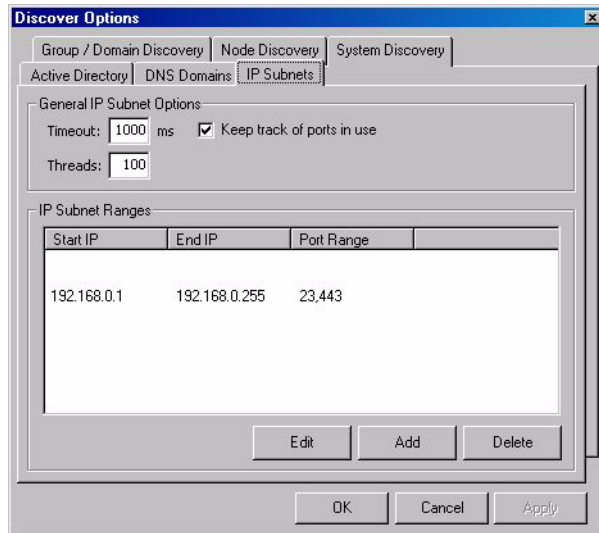 Discover Options
Group / Domain Discovery Node Discovery System Discovery
Active Directory DNS Domains IP Subnets
General IP Subnet Options
Timeout: 1000 ms Keep track of ports in use
Threads: 100
IP Subnet Ranges
Start IP End IP Port Range
192.168.0.1 192.168.0.255 23,443
Edit Add Delete
OK Cancel Apply